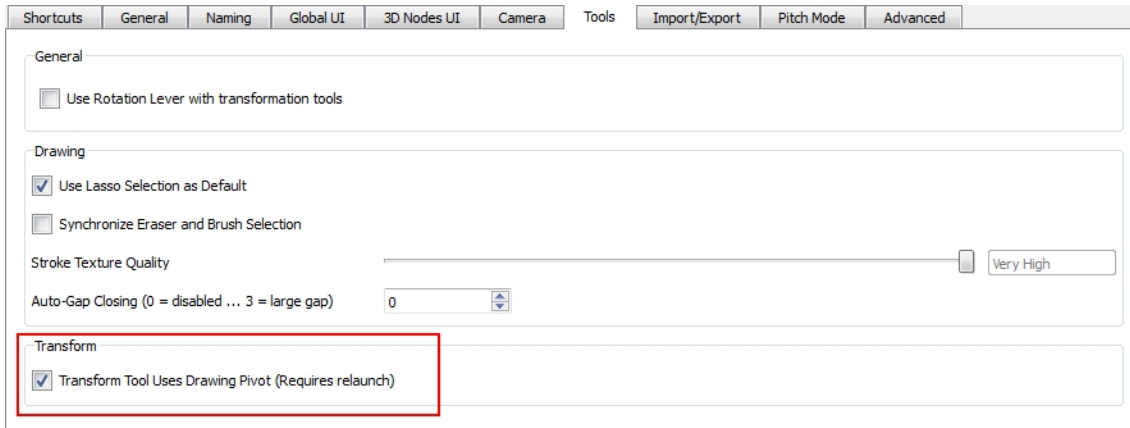 Shortcuts General Naming Global UI 3D Nodes UI Camera Tools Import/Export Pitch Mode Advanced
General
Use Rotation Lever with transformation tools
Drawing
Use Lasso Selection as Default
Synchronize Eraser and Brush Selection
Stroke Texture Quality Very High
Auto-Gap Closing (0 = disabled ... 3 = large gap) 0
Transform
Transform Tool Uses Drawing Pivot (Requires relaunch)